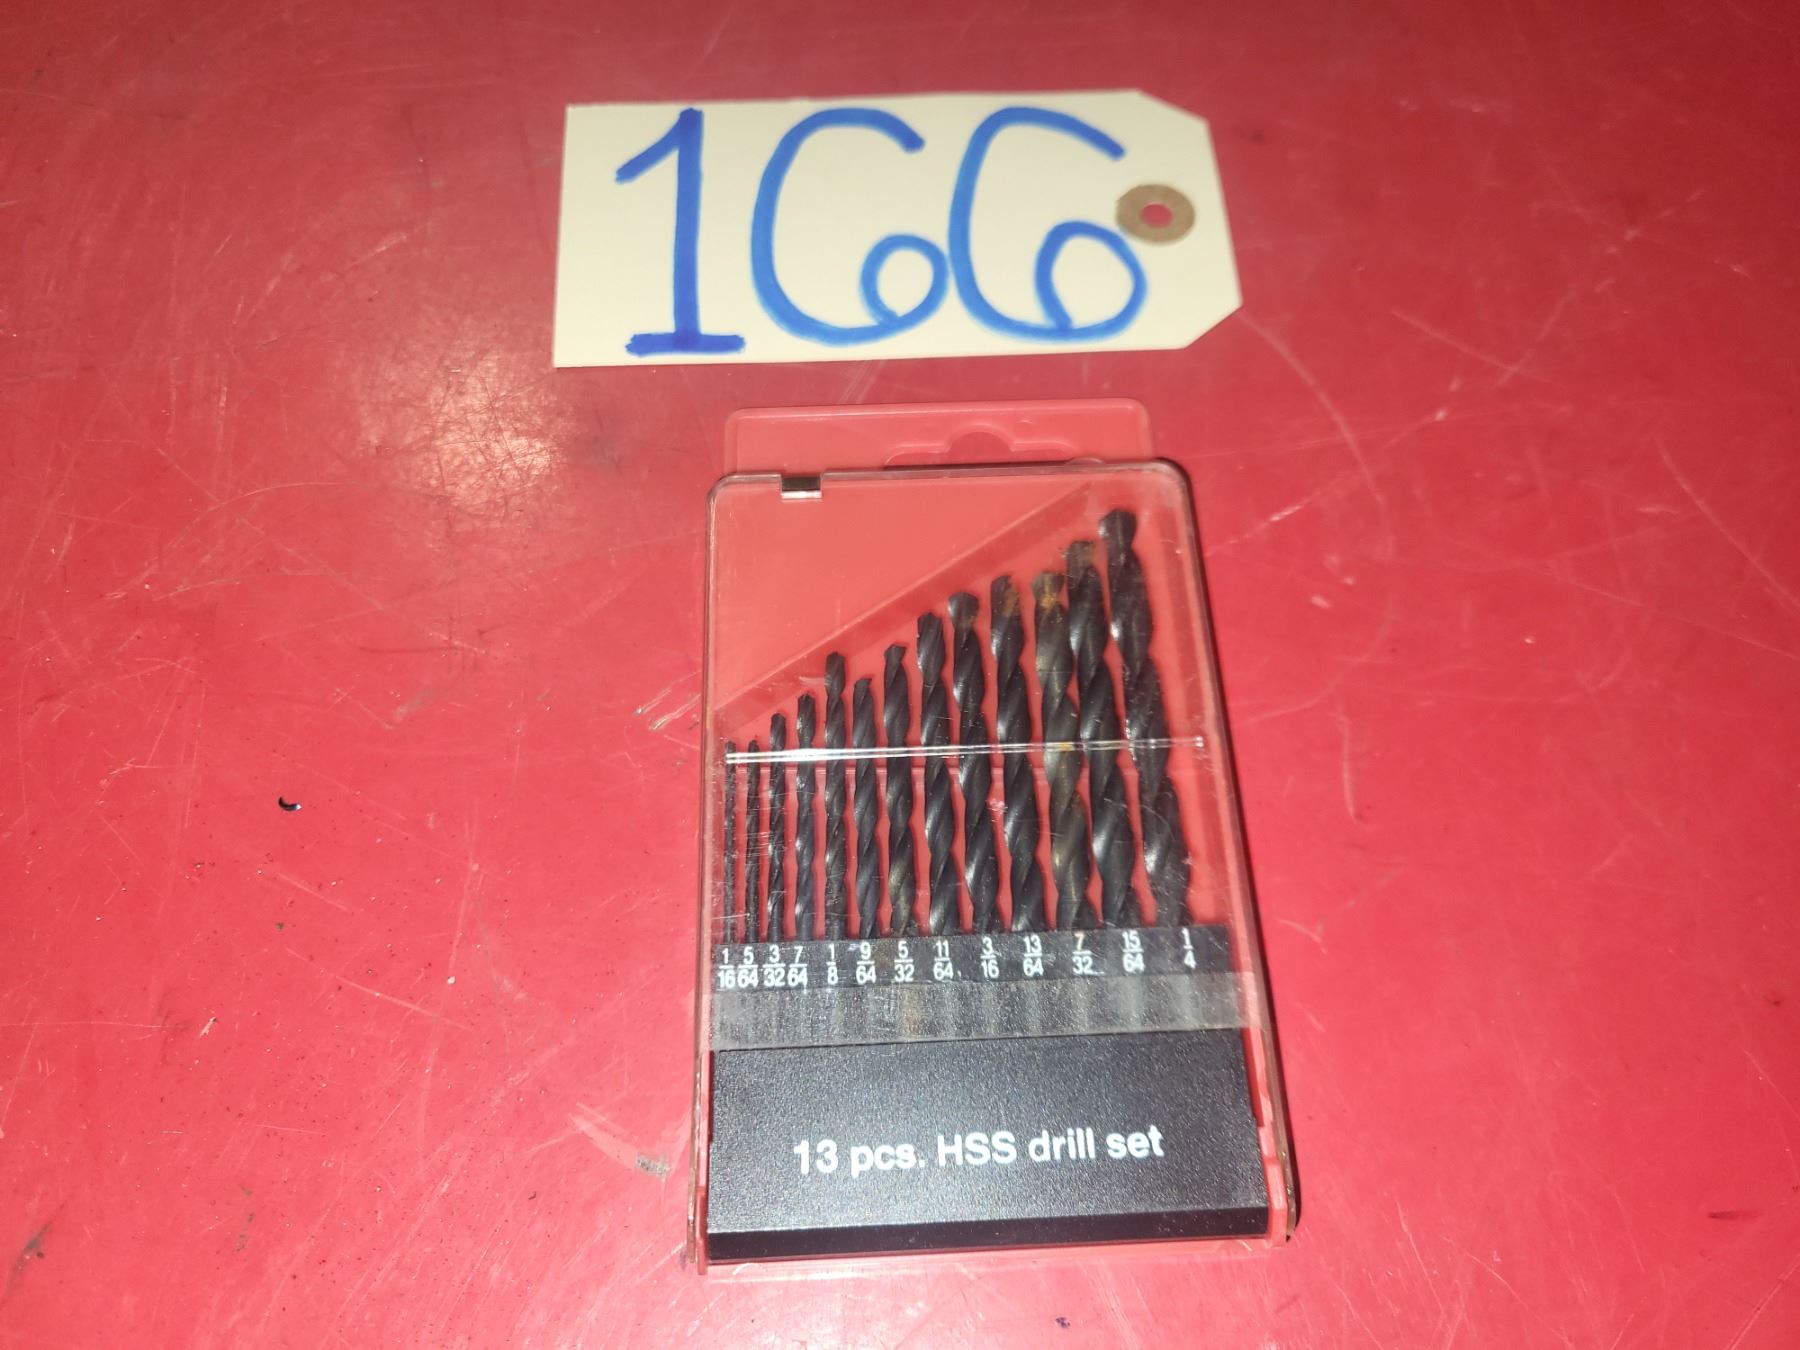 166
1/16 5/64 3/32 7/64 1/8 9/64 5/32 11/64 3/16 13/64 7/32 15/64 1/4
13 pcs. HSS drill set